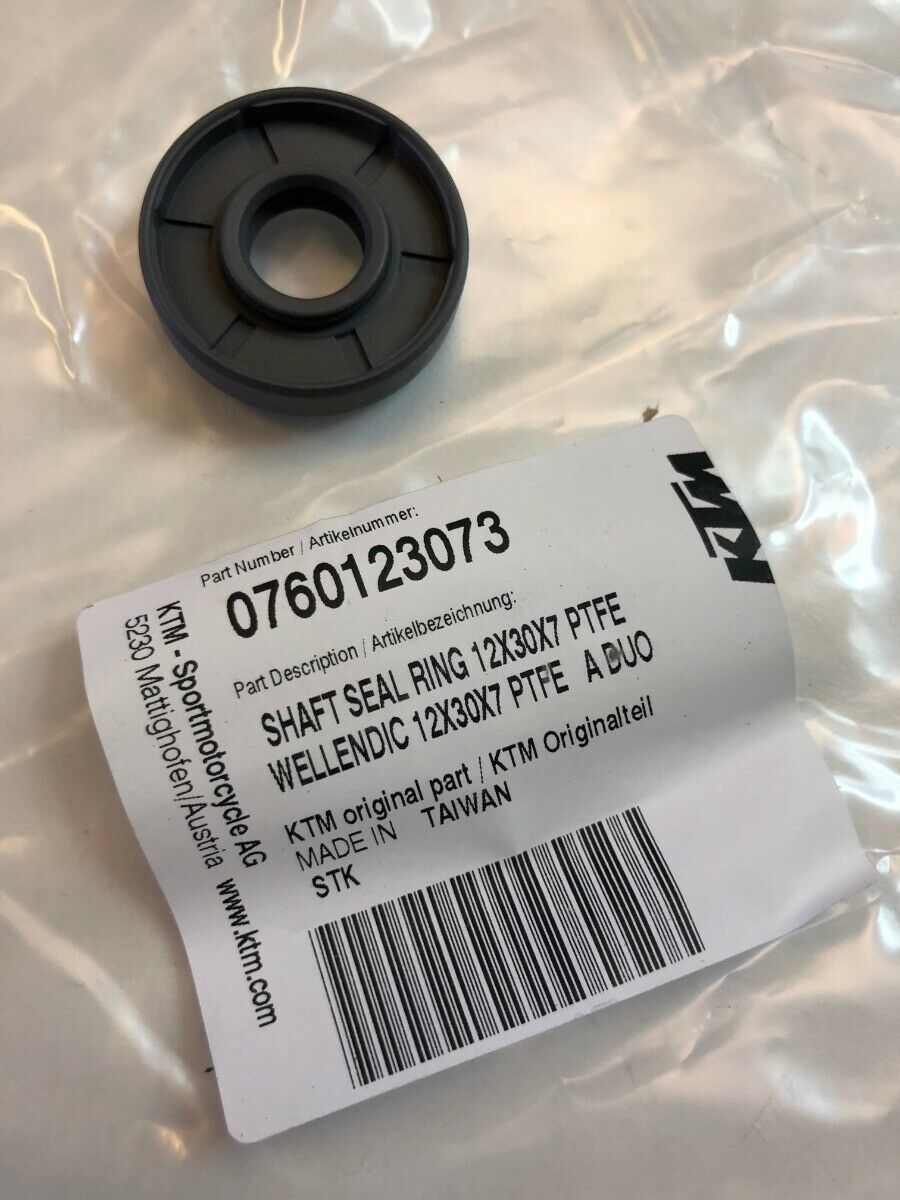 Part Number / Artikelnummer:
0760123073
KTM
Part Description / Artikelbezeichnung:
SHAFT SEAL RING 12X30X7 PTFE
WELLENDIC 12X30X7 PTFE A DUO
KTM original part / KTM Originalteil
MADE IN TAIWAN
STK
KTM - Sportmotorcycle AG
5230 Mattighofen/Austria www.ktm.com